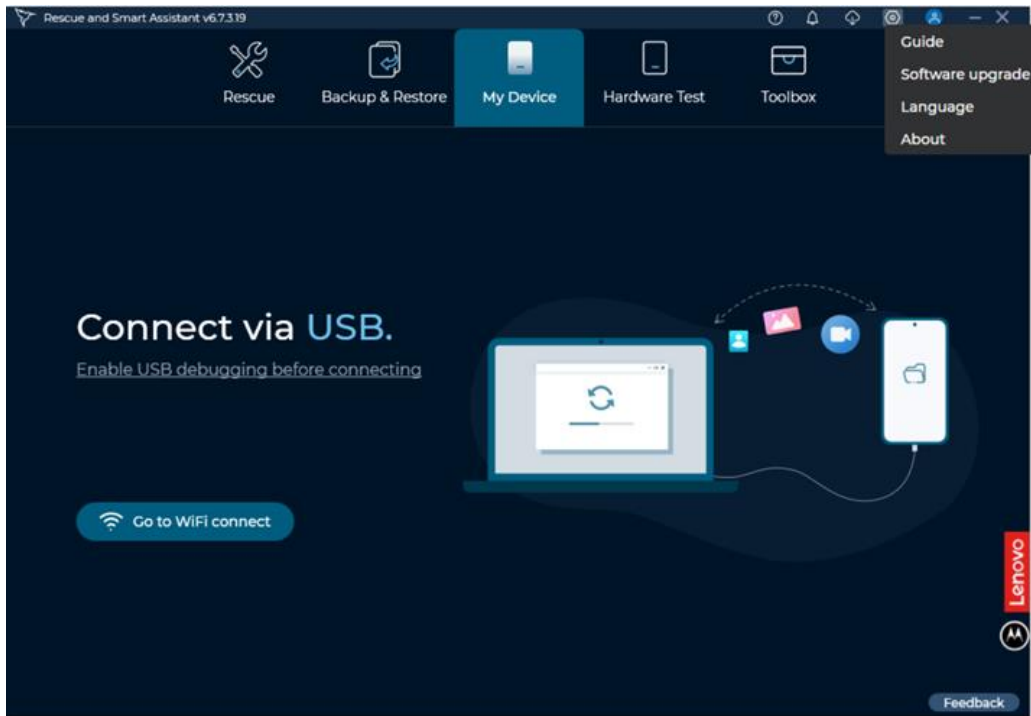 Rescue and Smart Assistant v6.7.3.19
Rescue
Backup & Restore
My Device
Hardware Test
Toolbox
Guide
Software upgrade
Language
About
Connect via USB.
Enable USB debugging before connecting
Go to WiFi connect
Lenovo
Feedback